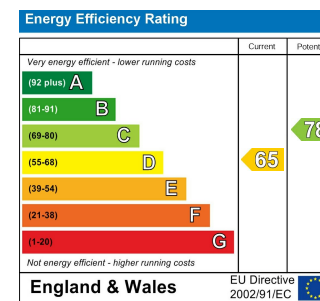 Energy Efficiency Rating
Current
Very energy efficient - lower running costs
(92 plus) A
(81-91) B
(69-80) C
78
(55-68) D
65
(39-54) E
(21-38) F
(1-20) G
Not energy efficient - higher running costs
England & Wales
EU Directive
2002/91/EC